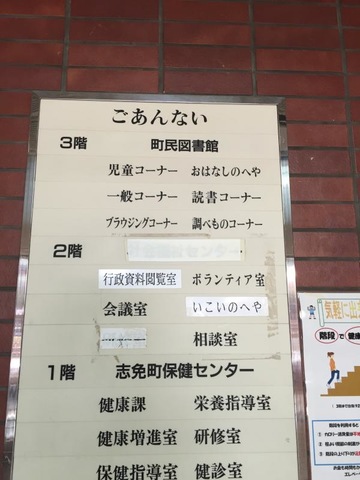 ごあんない
3階 町民図書館
児童コーナー おはなしのへや
一般コーナー 読書コーナー
ブラウジングコーナー 調べものコーナー
2階
行政資料閲覧室 ボランティア室
会議室 いこいのへや
相談室
1階 志免町保健センター
健康課 栄養指導室
健康増進室 研修室
保健指導室 健診室
気軽に
階段で健